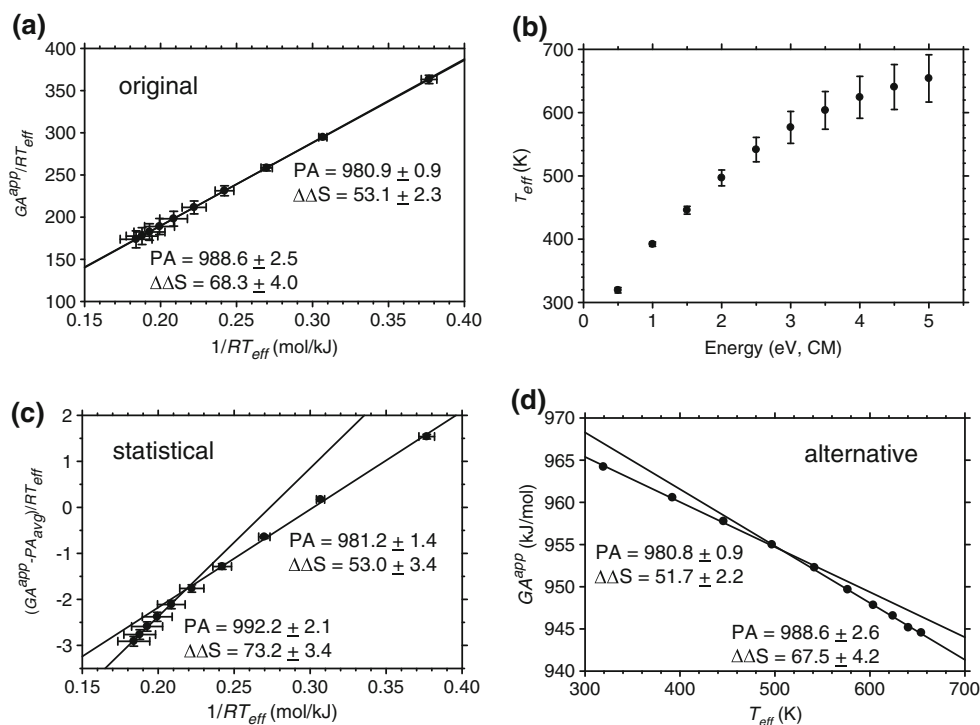 (a)
400
350
300
250
200
150
100
GA^app/RT_eff
original
PA = 980.9 ± 0.9
ΔΔS = 53.1 ± 2.3
PA = 988.6 ± 2.5
ΔΔS = 68.3 ± 4.0
0.15 0.20 0.25 0.30 0.35 0.40
1/RT_eff (mol/kJ)
(b)
700
600
500
400
300
T_eff (K)
0 1 2 3 4 5
Energy (eV, CM)
(c)
2
1
0
-1
-2
-3
(GA^app-PA_avg)/RT_eff
statistical
PA = 981.2 ± 1.4
ΔΔS = 53.0 ± 3.4
PA = 992.2 ± 2.1
ΔΔS = 73.2 ± 3.4
0.15 0.20 0.25 0.30 0.35 0.40
1/RT_eff (mol/kJ)
(d)
970
965
960
955
950
945
940
GA^app (kJ/mol)
alternative
PA = 980.8 ± 0.9
ΔΔS = 51.7 ± 2.2
PA = 988.6 ± 2.6
ΔΔS = 67.5 ± 4.2
300 400 500 600 700
T_eff (K)